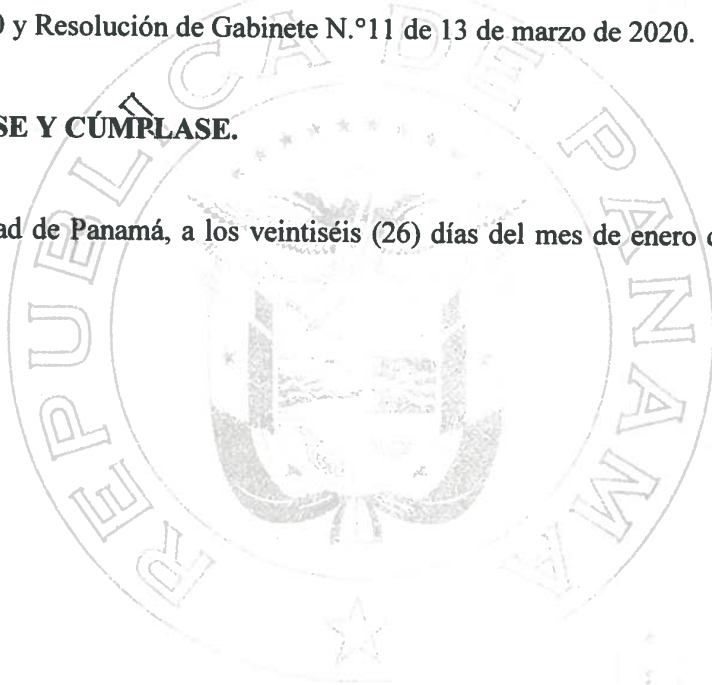 y Resolución de Gabinete N.°11 de 13 de marzo de 2020.
SE Y CÚMPLASE.
ad de Panamá, a los veintiséis (26) días del mes de enero
REPUBLICA DE PANAMA